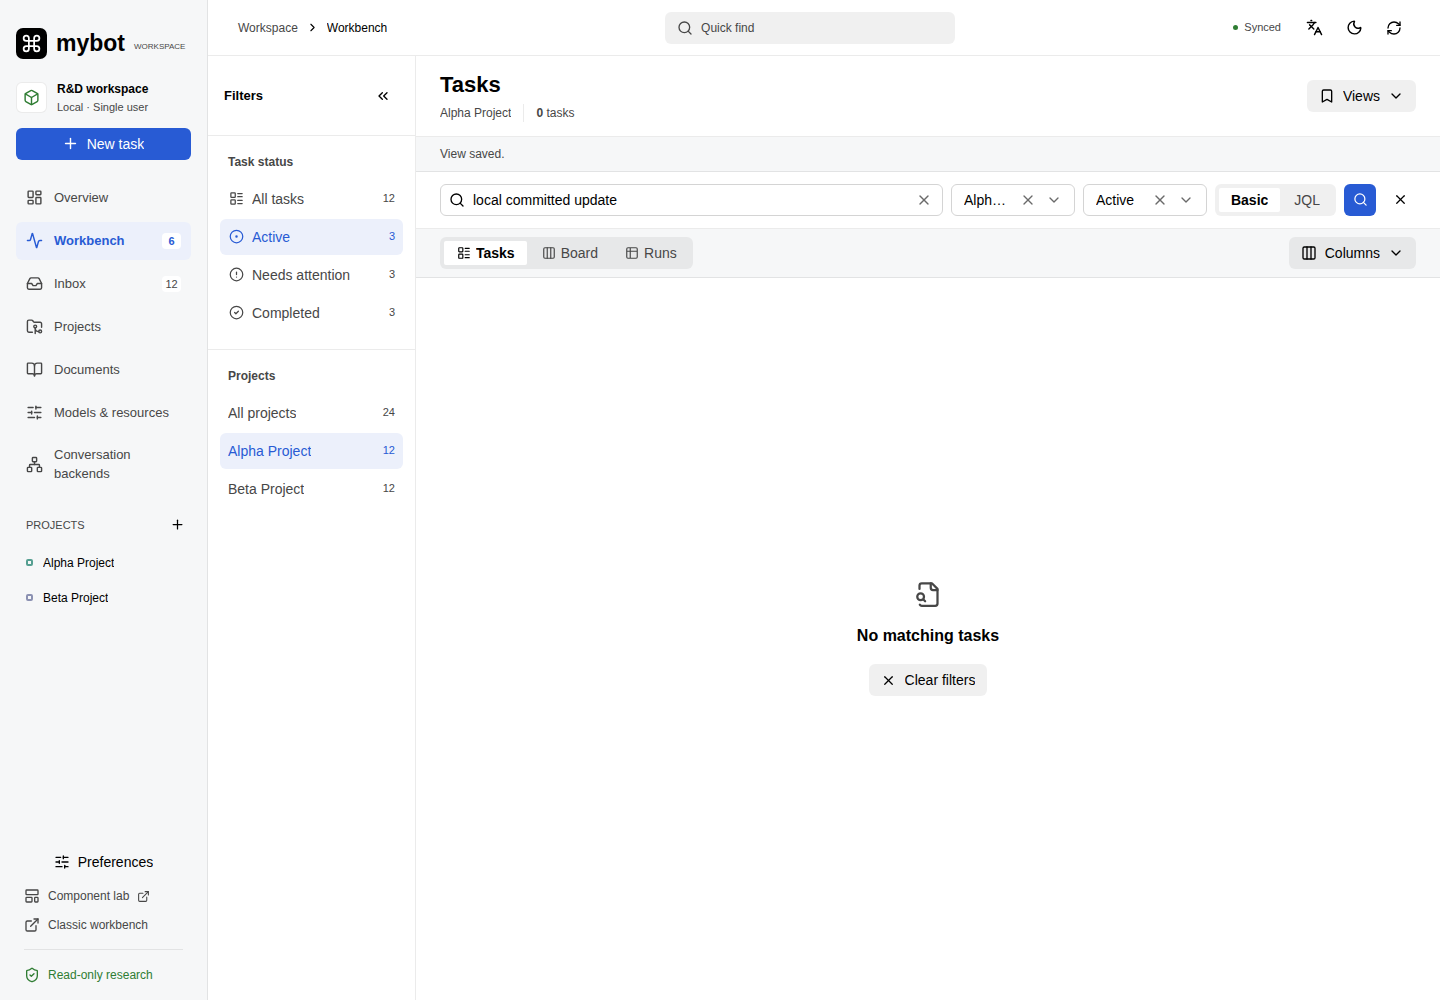 mybot WORKSPACE
R&D workspace
Local · Single user
New task
Overview
Workbench 6
Inbox 12
Projects
Documents
Models & resources
Conversation
backends
PROJECTS
Alpha Project
Beta Project
Preferences
Component lab
Classic workbench
Read-only research
Workspace Workbench
Quick find
Synced
Filters
Task status
All tasks 12
Active 3
Needs attention 3
Completed 3
Projects
All projects 24
Alpha Project 12
Beta Project 12
Tasks
Alpha Project 0 tasks
Views
View saved.
local committed update
Alph…
Active
Basic JQL
Tasks Board Runs
Columns
No matching tasks
Clear filters